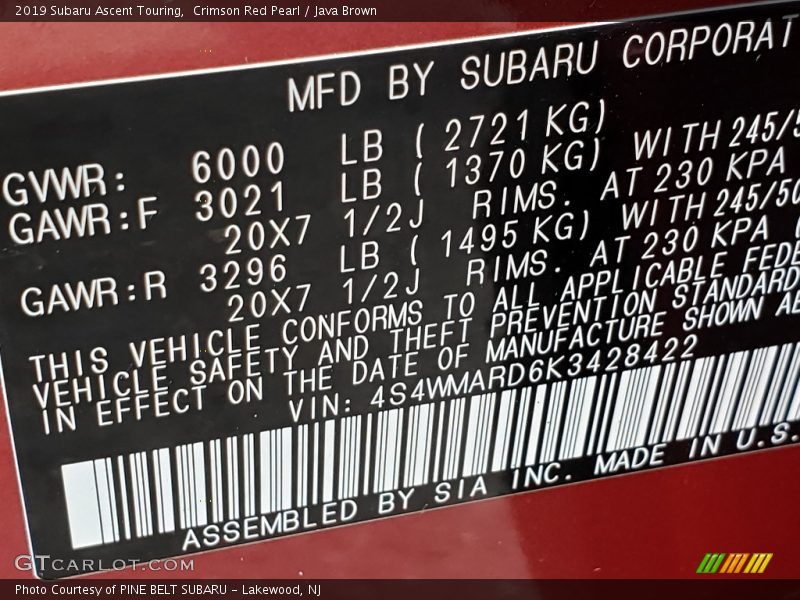 2019 Subaru Ascent Touring,  Crimson Red Pearl / Java Brown
MFD BY SUBARU CORPORAT
GVWR: 6000 LB ( 2721 KG)
GAWR:F 3021 LB ( 1370 KG) WITH 245/5
20X7 1/2J RIMS. AT 230 KPA
GAWR:R 3296 LB ( 1495 KG) WITH 245/50
20X7 1/2J RIMS. AT 230 KPA (
THIS VEHICLE CONFORMS TO ALL APPLICABLE FEDE
VEHICLE SAFETY AND THEFT PREVENTION STANDARD
IN EFFECT ON THE DATE OF MANUFACTURE SHOWN AB
VIN: 4S4WMARD6K3428422
ASSEMBLED BY SIA INC. MADE IN U.S.
GTCARLOT.COM
Photo Courtesy of PINE BELT SUBARU - Lakewood, NJ